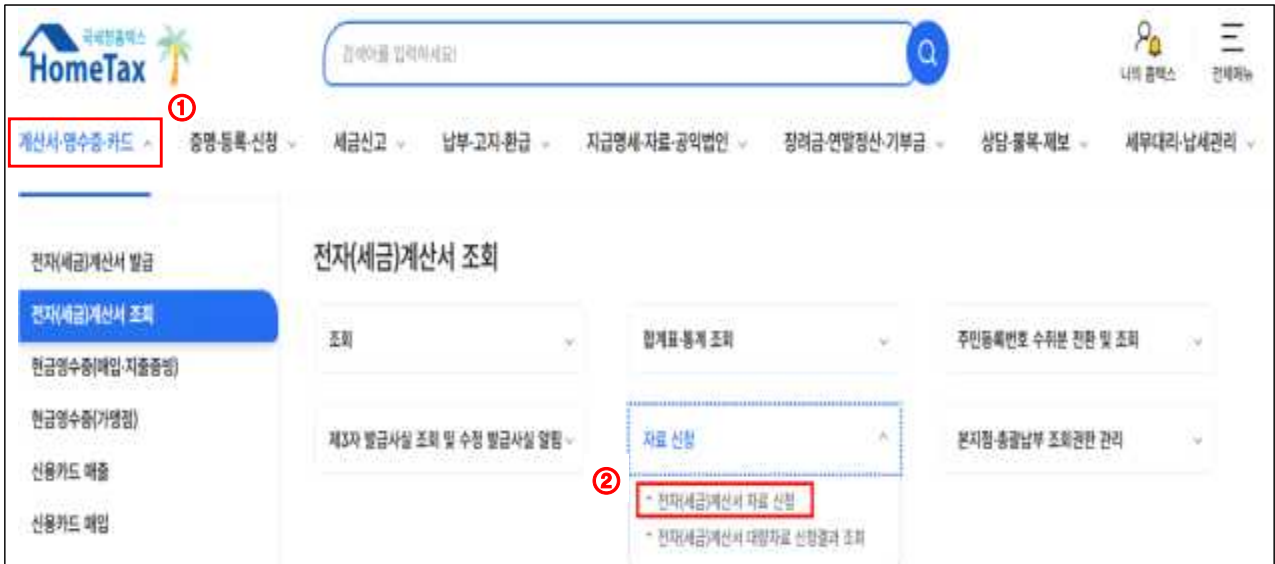 국세청홈택스
HomeTax
검색어를 입력하세요!
나의 홈택스
전체메뉴
①
계산서·영수증·카드
증명·등록·신청
세금신고
납부·고지·환급
지급명세·자료·공익법인
장려금·연말정산·기부금
상담·불복·제보
세무대리·납세관리
전자(세금)계산서 발급
전자(세금)계산서 조회
현금영수증(매입·지출증빙)
현금영수증(가맹점)
신용카드 매출
신용카드 매입
전자(세금)계산서 조회
조회
합계표·통계 조회
주민등록번호 수취분 전환 및 조회
제3자 발급사실 조회 및 수정 발급사실 알림
자료 신청
본지점·총괄납부 조회권한 관리
②
- 전자(세금)계산서 자료 신청
- 전자(세금)계산서 대량자료 신청결과 조회